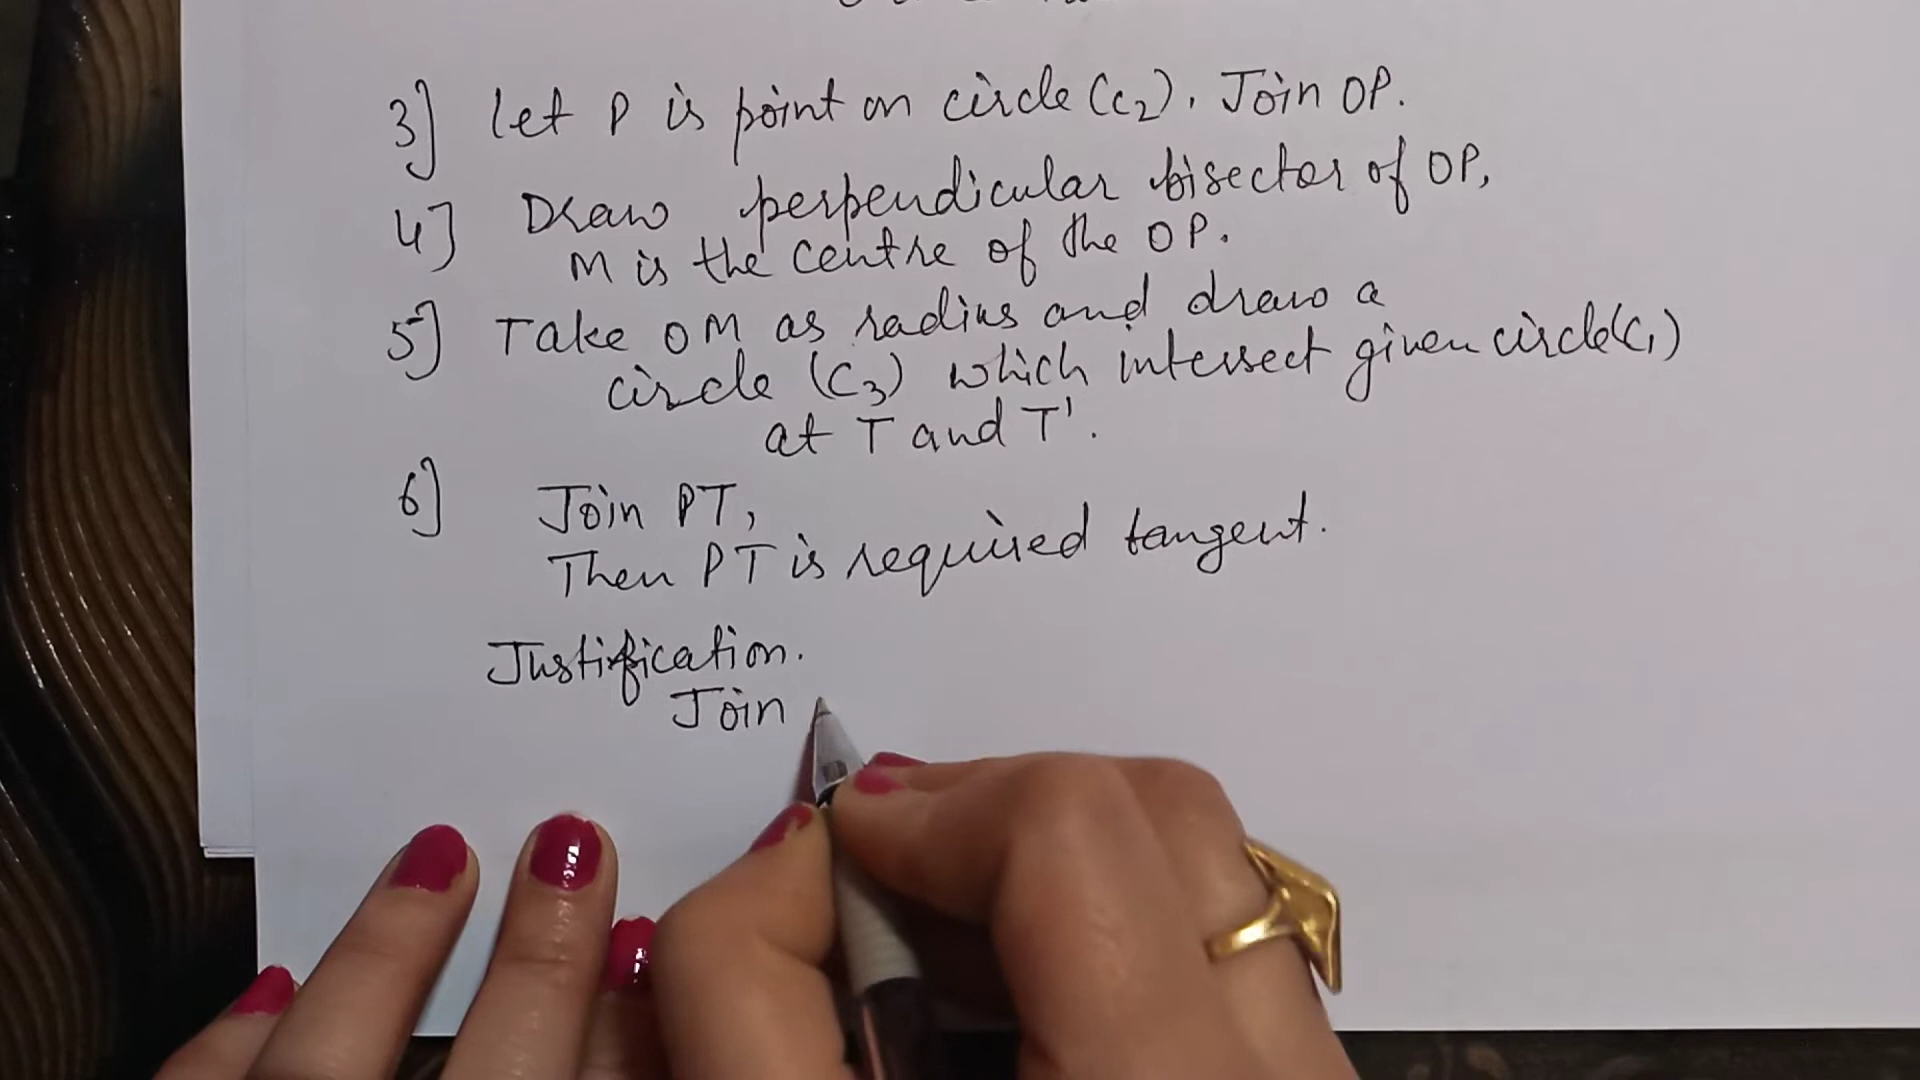 3] Let P is point on circle (C2). Join OP.
4] Draw perpendicular bisector of OP,
M is the centre of the OP.
5] Take OM as radius and draw a
circle (C3) which intersect given circle (C1)
at T and T'.
6] Join PT,
Then PT is required tangent.
Justification.
Join